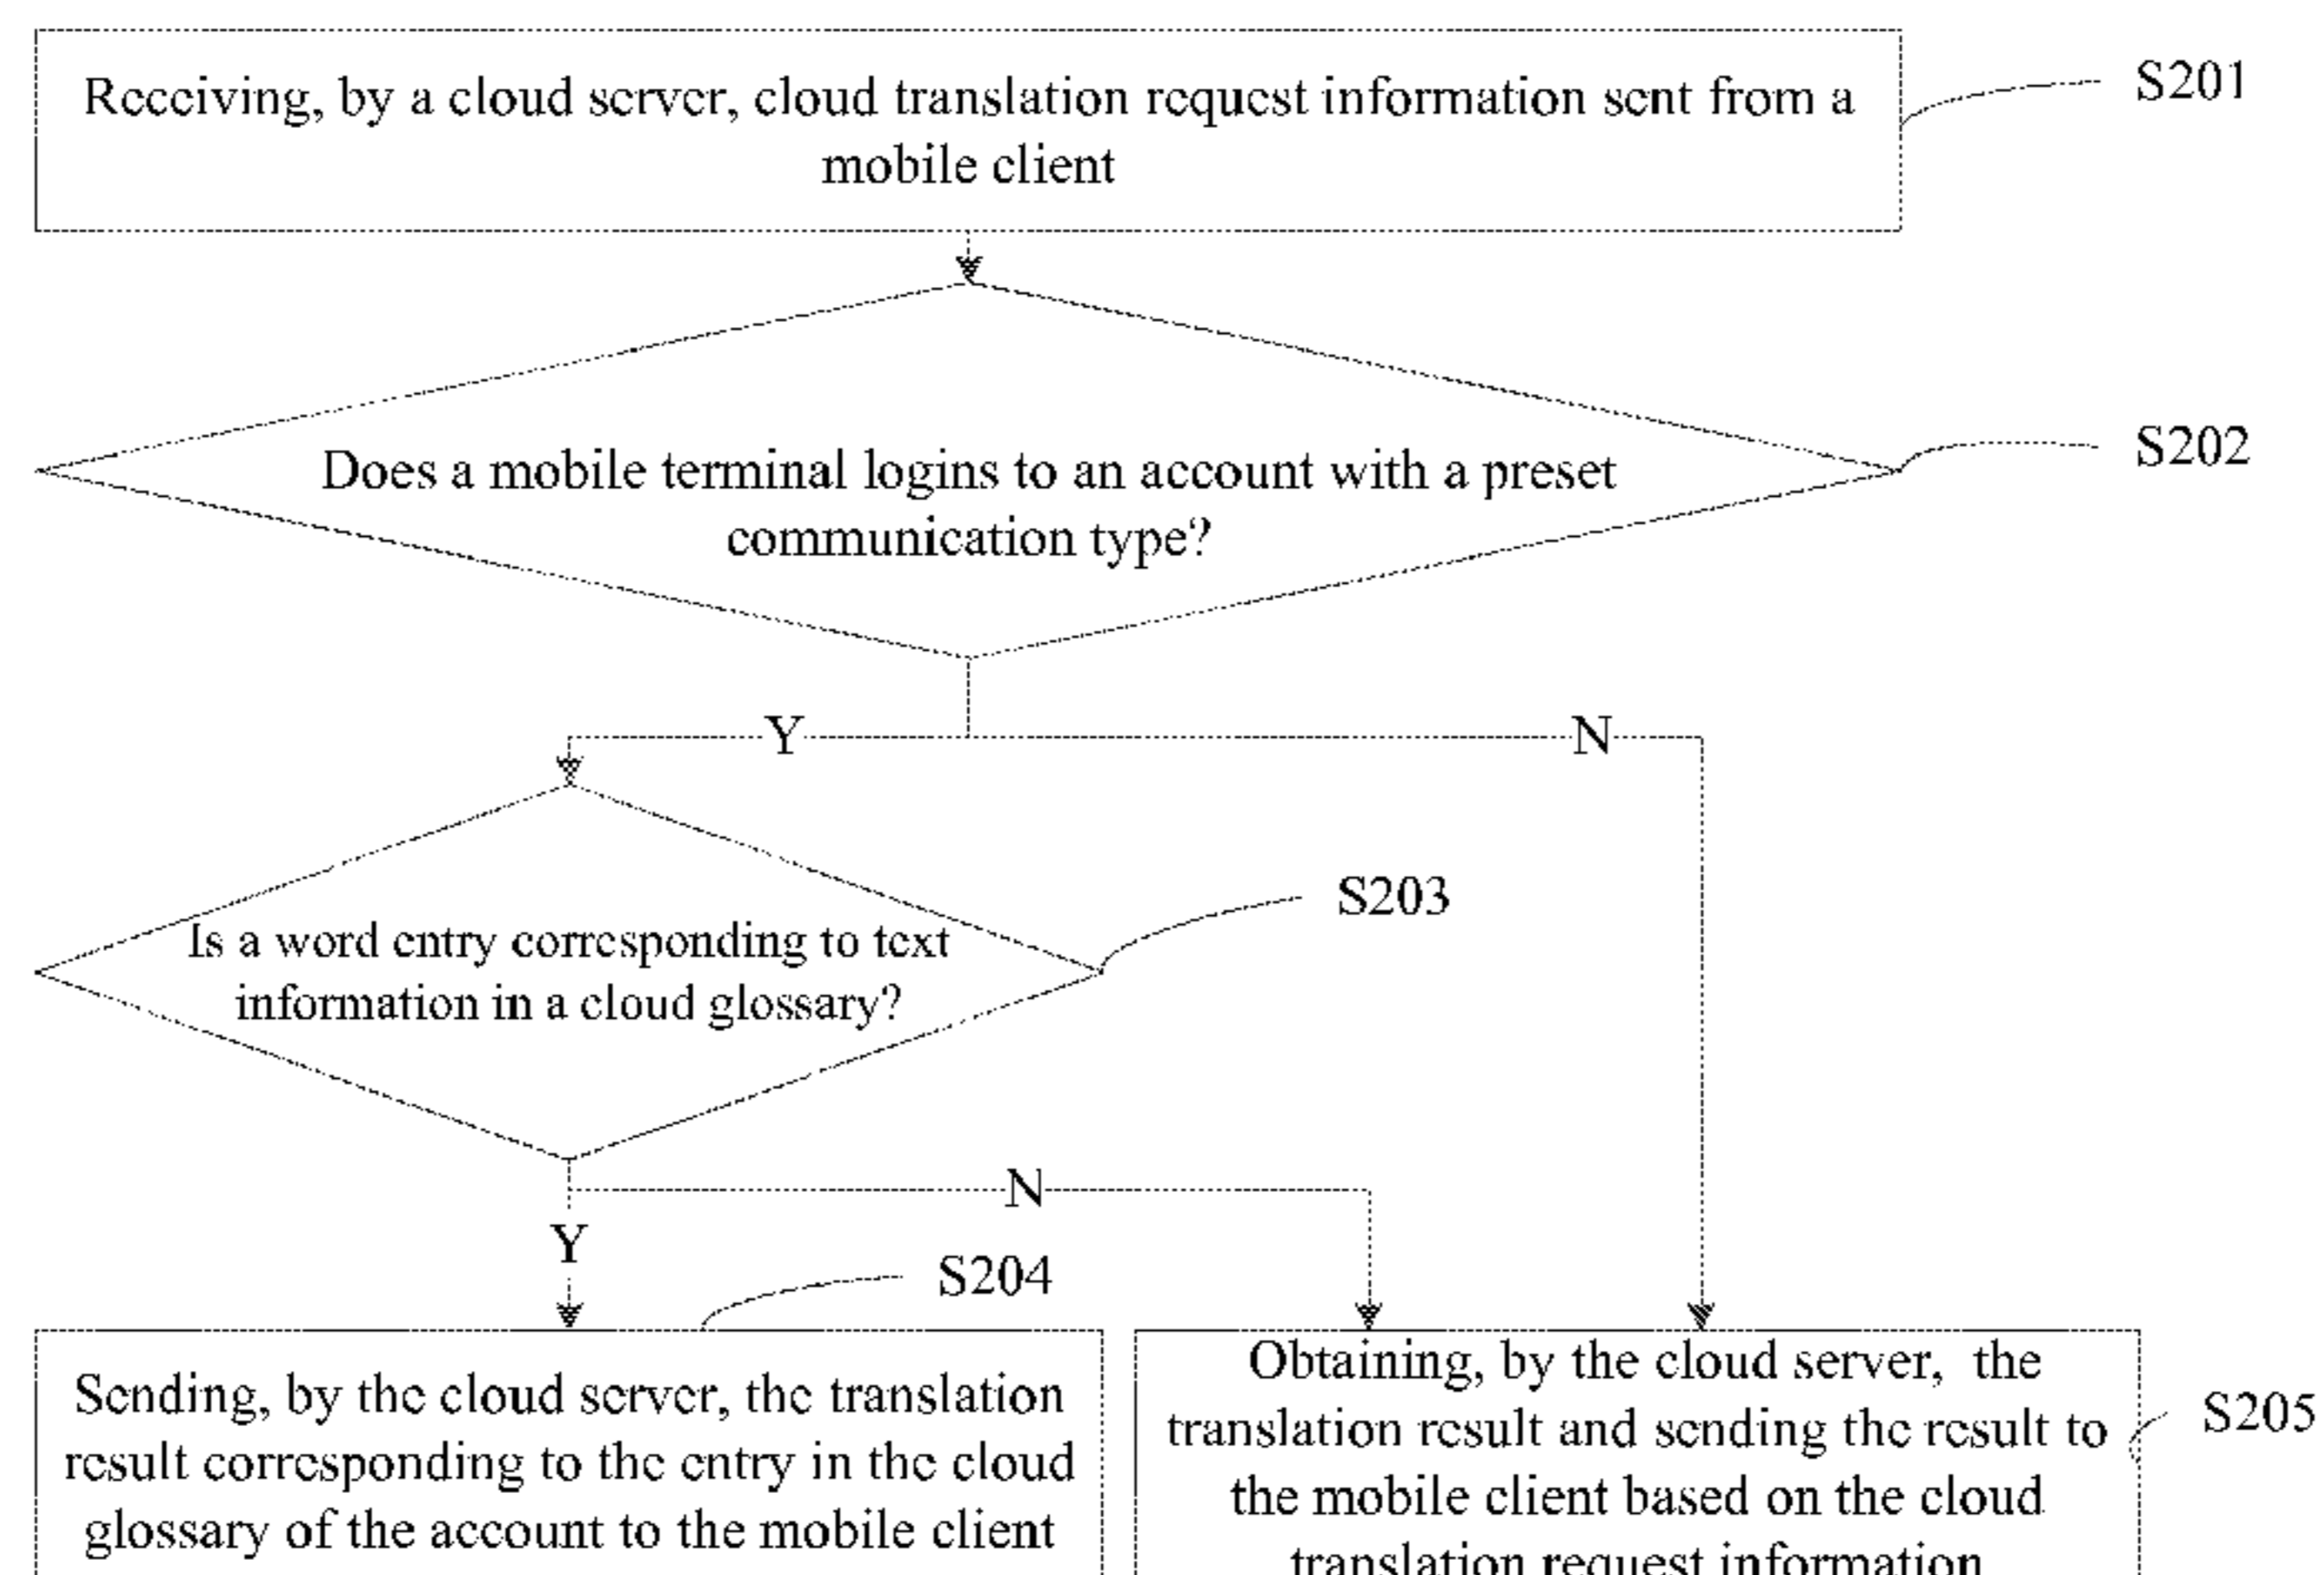 Receiving, by a cloud server, cloud translation request information sent from a
mobile client
S201
Does a mobile terminal logins to an account with a preset
communication type?
S202
Y
N
Is a word entry corresponding to text
information in a cloud glossary?
S203
N
Y
S204
Sending, by the cloud server, the translation
result corresponding to the entry in the cloud
glossary of the account to the mobile client
Obtaining, by the cloud server, the
translation result and sending the result to
the mobile client based on the cloud
translation request information
S205